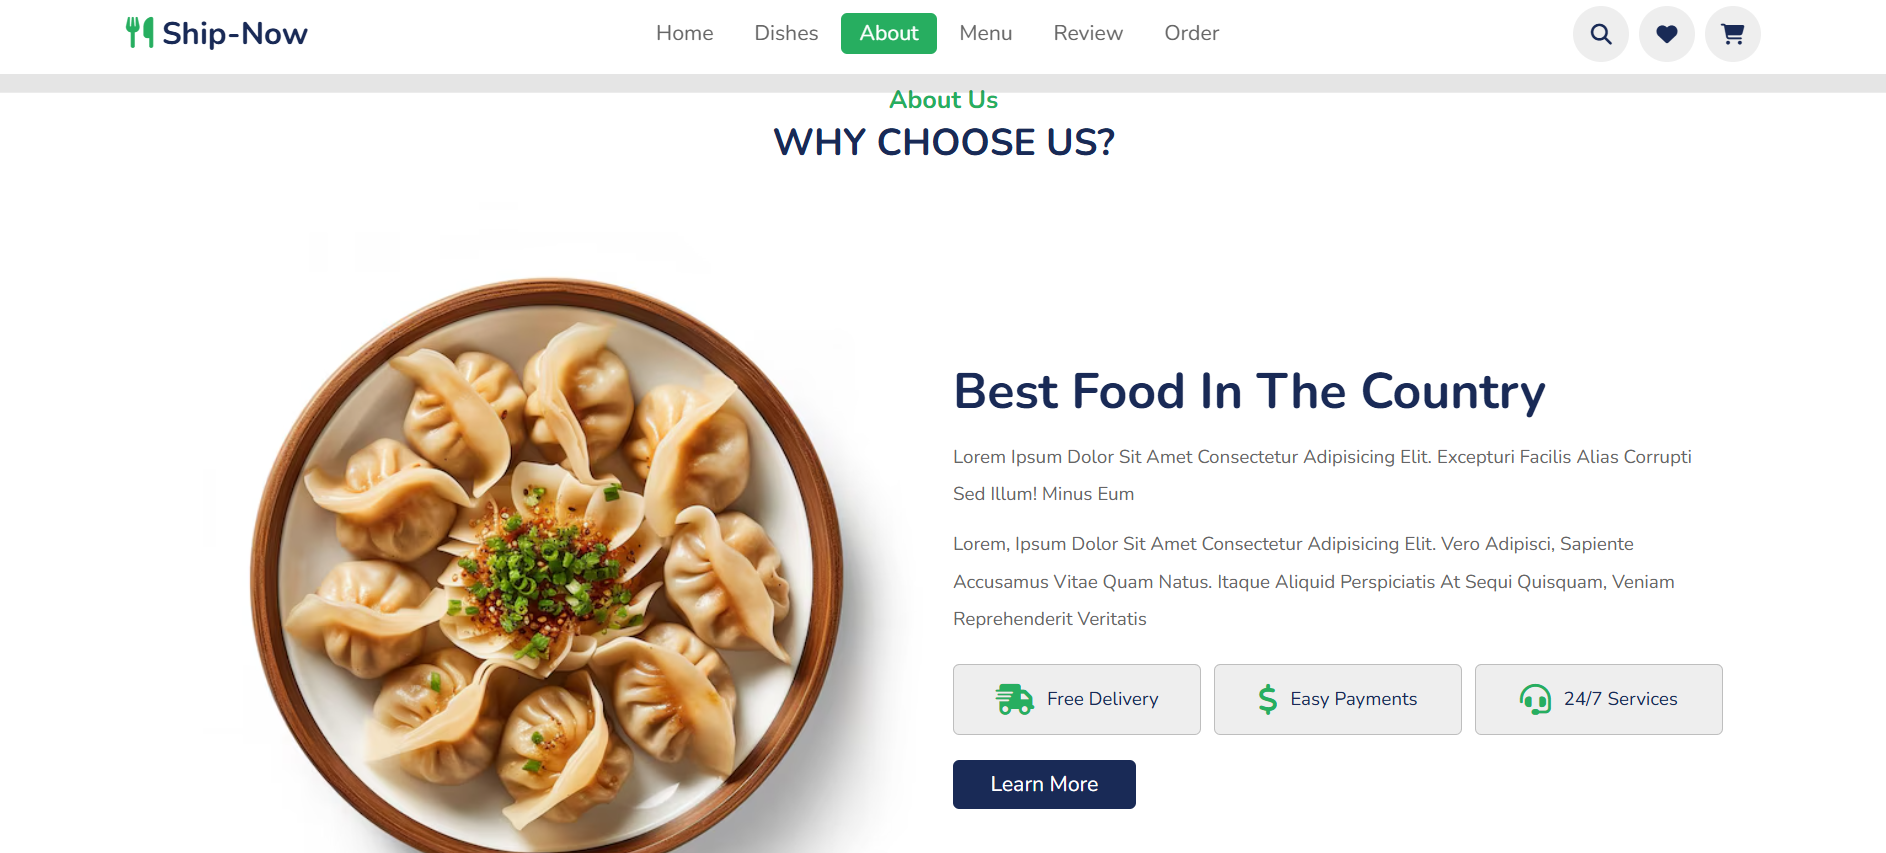 Ship-Now
Home Dishes About Menu Review Order
About Us
WHY CHOOSE US?
Best Food In The Country
Lorem Ipsum Dolor Sit Amet Consectetur Adipisicing Elit. Excepturi Facilis Alias Corrupti
Sed Illum! Minus Eum
Lorem, Ipsum Dolor Sit Amet Consectetur Adipisicing Elit. Vero Adipisci, Sapiente
Accusamus Vitae Quam Natus. Itaque Aliquid Perspiciatis At Sequi Quisquam, Veniam
Reprehenderit Veritatis
Free Delivery
Easy Payments
24/7 Services
Learn More